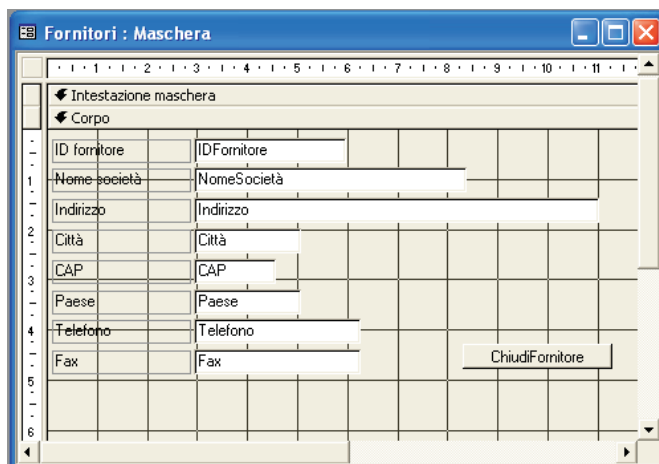 Fornitori : Maschera
1 2 3 4 5 6 7 8 9 10 11
Intestazione maschera
Corpo
ID fornitore IDFornitore
1 Nome società NomeSocietà
Indirizzo Indirizzo
2
Città Città
CAP CAP
3
Paese Paese
4 Telefono Telefono
Fax Fax ChiudiFornitore
5
6